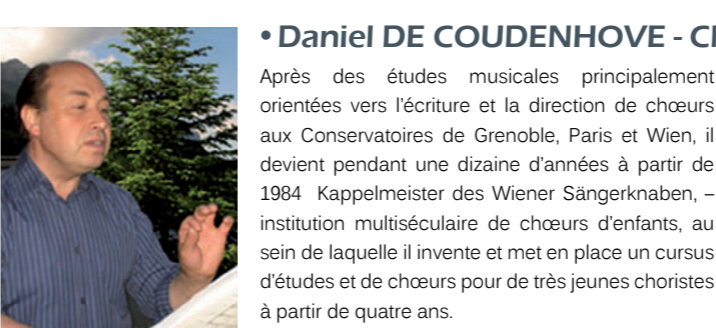 • Daniel DE COUDENHOVE -
Après des études musicales principalement
orientées vers l'écriture et la direction de chœurs
aux Conservatoires de Grenoble, Paris et Wien, il
devient pendant une dizaine d'années à partir de
1984 Kappelmeister des Wiener Sängerknaben, –
institution multiséculaire de chœurs d'enfants, au
sein de laquelle il invente et met en place un cursus
d'études et de chœurs pour de très jeunes choristes
à partir de quatre ans.